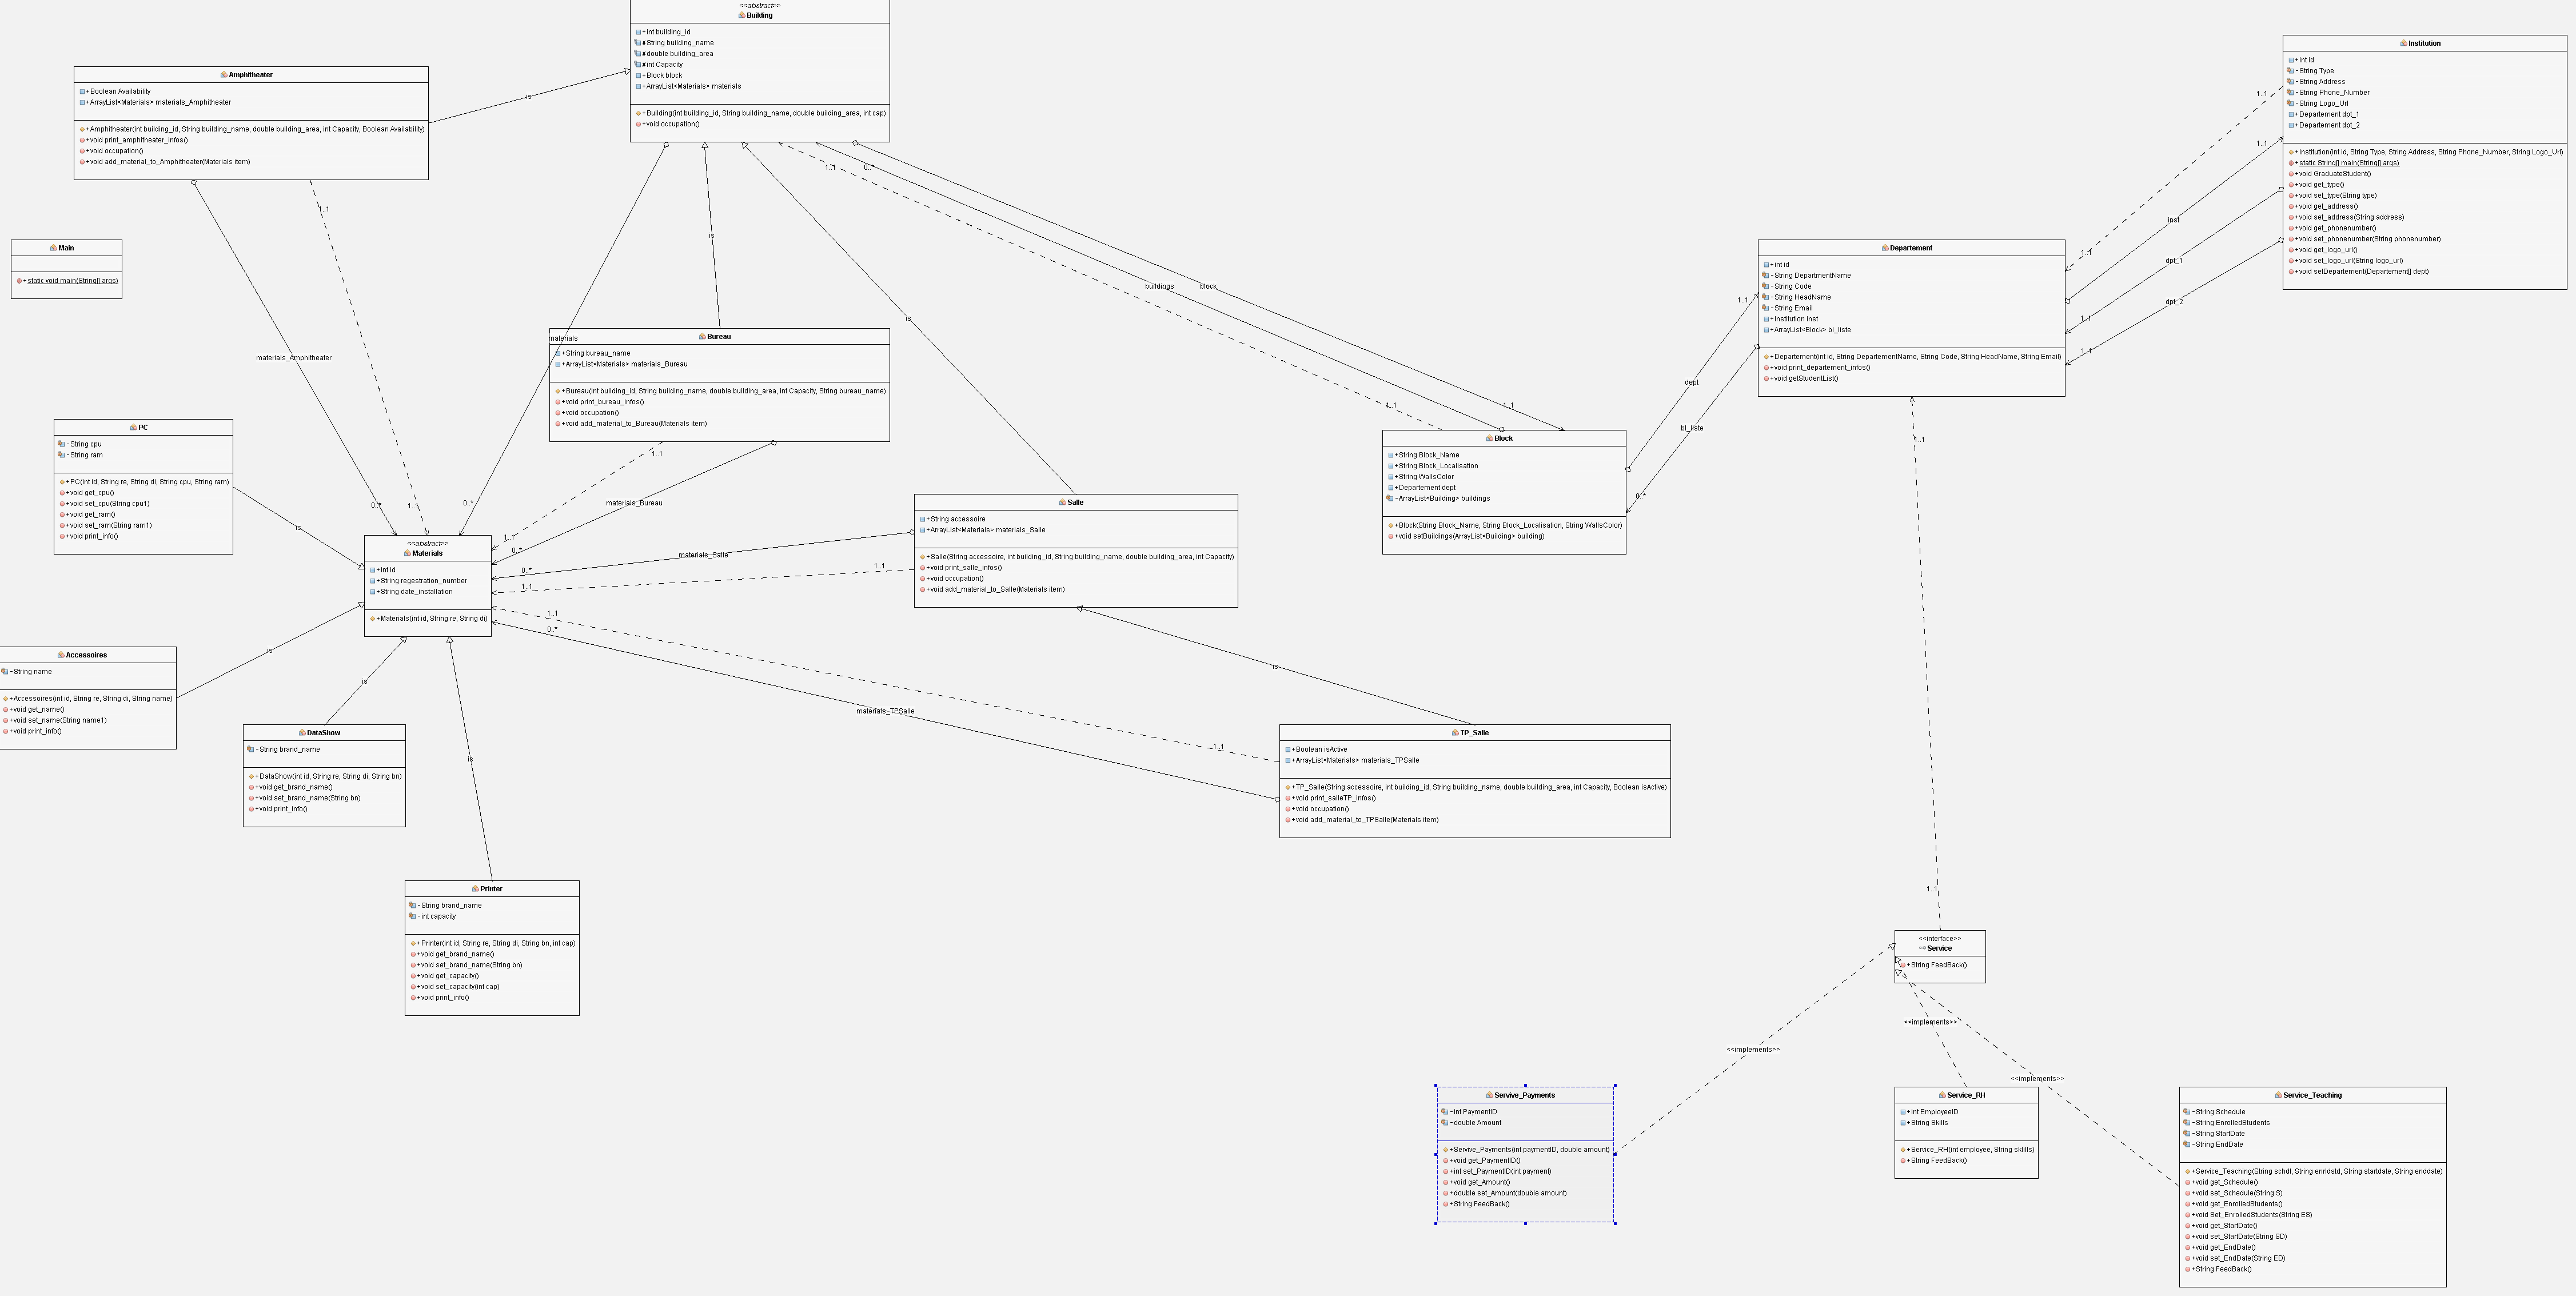 <<abstract>>
Building
+int building_id
#String building_name
#double building_area
#int Capacity
+Block block
+ArrayList<Materials> materials
+Building(int building_id, String building_name, double building_area, int cap)
+void occupation()
Institution
+int id
-String Type
-String Address
-String Phone_Number
-String Logo_Url
+Departement dpt_1
+Departement dpt_2
+Institution(int id, String Type, String Address, String Phone_Number, String Logo_Url)
+static String[] main(String[] args)
+void GraduateStudent()
+void get_type()
+void set_type(String type)
+void get_address()
+void set_address(String address)
+void get_phonenumber()
+void set_phonenumber(String phonenumber)
+void get_logo_url()
+void set_logo_url(String logo_url)
+void setDepartement(Departement[] dept)
Amphitheater
+Boolean Availability
+ArrayList<Materials> materials_Amphitheater
+Amphitheater(int building_id, String building_name, double building_area, int Capacity, Boolean Availability)
+void print_amphitheater_infos()
+void occupation()
+void add_material_to_Amphitheater(Materials item)
is
1..1
1..1
1..1
0..*
1..1
inst
1..1
dpt_1
dpt_2
1..1
1..1
Main
+static void main(String[] args)
Departement
+int id
-String DepartmentName
-String Code
-String HeadName
-String Email
+Institution inst
+ArrayList<Block> bl_liste
+Departement(int id, String DepartementName, String Code, String HeadName, String Email)
+void print_departement_infos()
+void getStudentList()
is
buildings
block
1..1
is
materials
materials_Amphitheater
1..1
Bureau
+String bureau_name
+ArrayList<Materials> materials_Bureau
+Bureau(int building_id, String building_name, double building_area, int Capacity, String bureau_name)
+void print_bureau_infos()
+void occupation()
+void add_material_to_Bureau(Materials item)
dept
1..1
1..1
bl_liste
1..1
PC
-String cpu
-String ram
+PC(int id, String re, String di, String cpu, String ram)
+void get_cpu()
+void set_cpu(String cpu1)
+void get_ram()
+void set_ram(String ram1)
+void print_info()
Block
+String Block_Name
+String Block_Localisation
+String WallsColor
+Departement dept
-ArrayList<Building> buildings
+Block(String Block_Name, String Block_Localisation, String WallsColor)
+void setBuildings(ArrayList<Building> building)
0..*
1..1
0..*
1..1
0..*
materials_Bureau
1..1
0..*
is
Salle
+String accessoire
+ArrayList<Materials> materials_Salle
+Salle(String accessoire, int building_id, String building_name, double building_area, int Capacity)
+void print_salle_infos()
+void occupation()
+void add_material_to_Salle(Materials item)
<<abstract>>
Materials
+int id
+String regestration_number
+String date_installation
+Materials(int id, String re, String di)
materials_Salle
0..*
1..1
1..1
1..1
0..*
is
Accessoires
-String name
+Accessoires(int id, String re, String di, String name)
+void get_name()
+void set_name(String name1)
+void print_info()
is
is
materials_TPSalle
1..1
DataShow
-String brand_name
+DataShow(int id, String re, String di, String bn)
+void get_brand_name()
+void set_brand_name(String bn)
+void print_info()
is
TP_Salle
+Boolean isActive
+ArrayList<Materials> materials_TPSalle
+TP_Salle(String accessoire, int building_id, String building_name, double building_area, int Capacity, Boolean isActive)
+void print_salleTP_infos()
+void occupation()
+void add_material_to_TPSalle(Materials item)
Printer
-String brand_name
-int capacity
+Printer(int id, String re, String di, String bn, int cap)
+void get_brand_name()
+void set_brand_name(String bn)
+void get_capacity()
+void set_capacity(int cap)
+void print_info()
1..1
<<interface>>
Service
+String FeedBack()
<<implements>>
<<implements>>
<<implements>>
Servive_Payments
-int PaymentID
-double Amount
+Servive_Payments(int paymentID, double amount)
+void get_PaymentID()
+int set_PaymentID(int payment)
+void get_Amount()
+double set_Amount(double amount)
+String FeedBack()
Service_RH
+int EmployeeID
+String Skills
+Service_RH(int employee, String sklills)
+String FeedBack()
Service_Teaching
-String Schedule
-String EnrolledStudents
-String StartDate
-String EndDate
+Service_Teaching(String schdl, String enrldstd, String startdate, String enddate)
+void get_Schedule()
+void set_Schedule(String S)
+void get_EnrolledStudents()
+void Set_EnrolledStudents(String ES)
+void get_StartDate()
+void set_StartDate(String SD)
+void get_EndDate()
+void set_EndDate(String ED)
+String FeedBack()